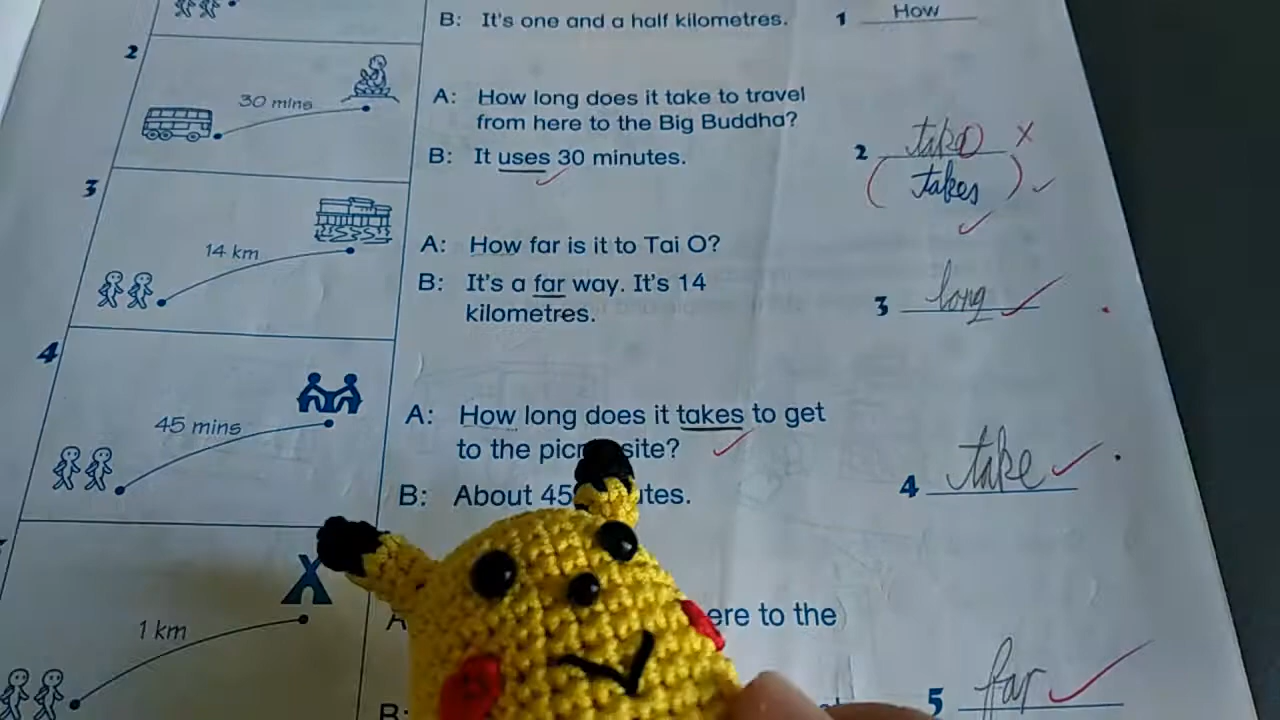 B: It's one and a half kilometres.
1 How
2
30 mins
A: How long does it take to travel
from here to the Big Buddha?
B: It uses 30 minutes.
2 take
(takes)
3
14 km
A: How far is it to Tai O?
B: It's a far way. It's 14
kilometres.
3 long
4
45 mins
A: How long does it takes to get
to the site?
B: About 45
4 take
1 km
A
to the
B:
5 far